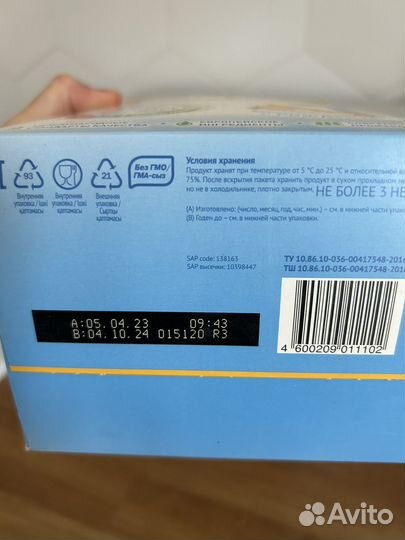 Условия хранения
Продукт хранят при температуре от 5 °С до 25 °С и относительной
75%. После вскрытия пакета хранить продукт в сухом прохладном
но не в холодильнике, плотно закрытым. НЕ БОЛЕЕ 3
(А) Изготовлено: (число, месяц, год, час, мин.) – см. в нижней части
(В) Годен до – см. в нижней части упаковки.
93
21
Без ГМО/
ГМА-сыз
Внутренняя
упаковка / Ішкі
қаптамасы
Внутренняя
упаковка / Ішкі
қаптамасы
Внешняя
упаковка /
Сыртқы
қаптамасы
SAP code: 138163
SAP высечки: 10398447
ТУ 10.86.10-036-00417548-2016
ТШ 10.86.10-036-00417548-2016
A:05.04.23 09:43
B:04.10.24 015120 R3
4 600209 011102
Avito